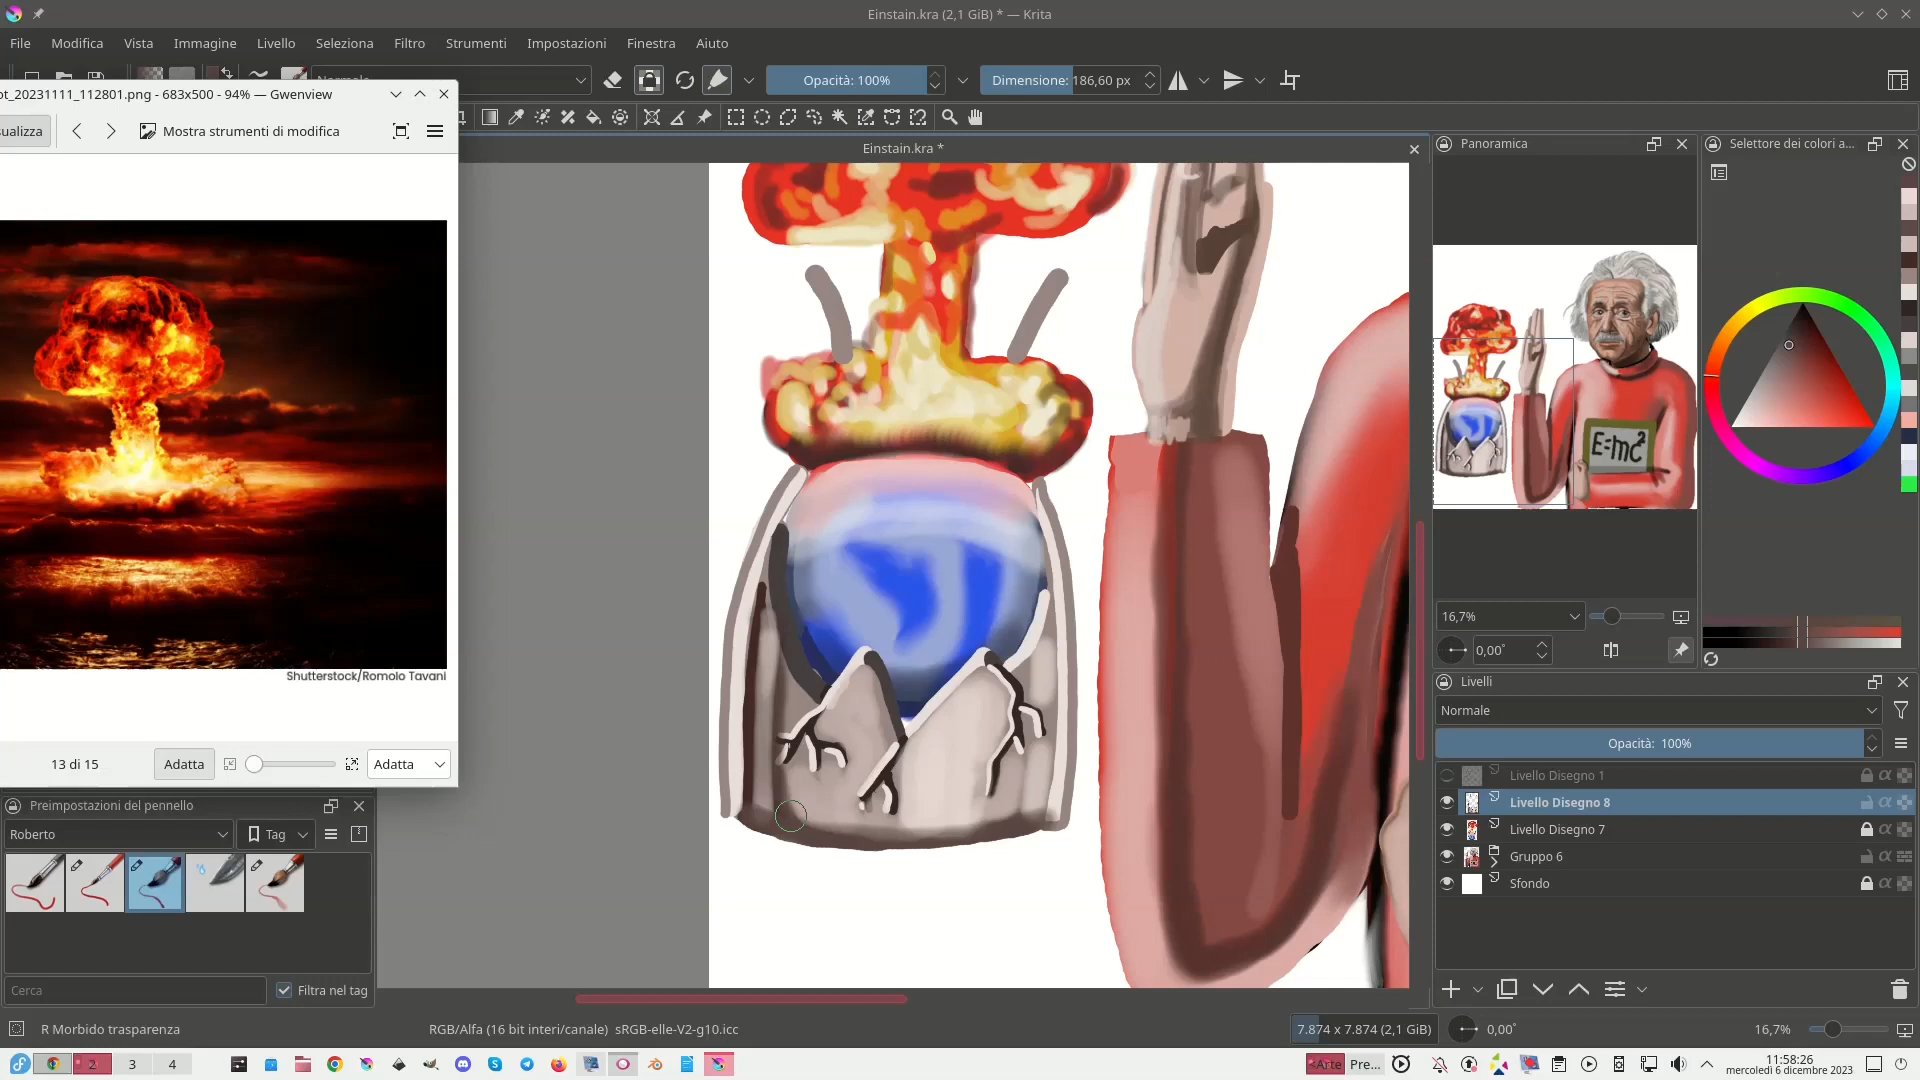 Einstain.kra (2,1 GiB) * — Krita
File Modifica Vista Immagine Livello Seleziona Filtro Strumenti Impostazioni Finestra Aiuto
Opacità: 100%
Dimensione: 186,60 px
ot_20231111_112801.png - 683x500 - 94% — Gwenview
ualizza
Mostra strumenti di modifica
Shutterstock/Romolo Tavani
13 di 15
Adatta
Adatta
Einstain.kra *
Panoramica
E=mc²
16,7%
0,00°
Selettore dei colori a...
Livelli
Normale
Opacità: 100%
Livello Disegno 1
Livello Disegno 8
Livello Disegno 7
Gruppo 6
Sfondo
Preimpostazioni del pennello
Roberto
Tag
Cerca
Filtra nel tag
R Morbido trasparenza
RGB/Alfa (16 bit interi/canale) sRGB-elle-V2-g10.icc
7.874 x 7.874 (2,1 GiB)
0,00°
16,7%
2 3 4
Arte Pre...
11:58:26
mercoledì 6 dicembre 2023